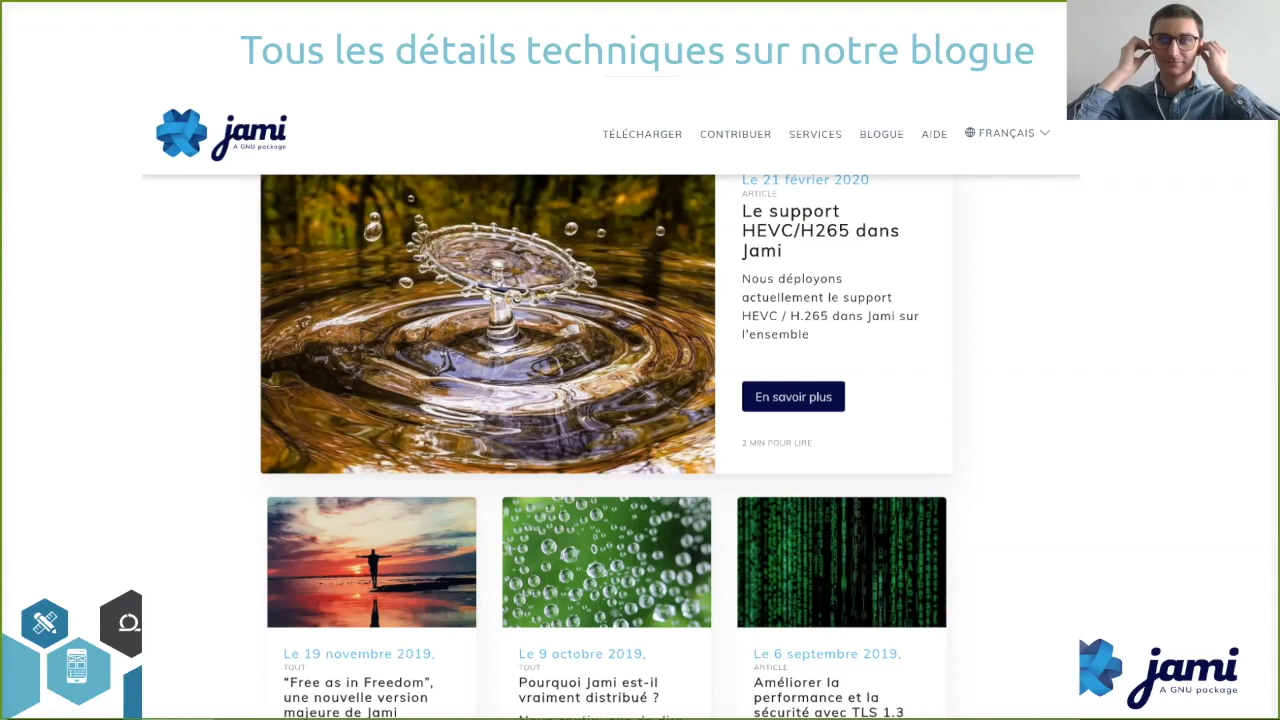 Tous les détails techniques sur notre blogue
jami
A GNU package
TÉLÉCHARGER CONTRIBUER SERVICES BLOGUE AIDE FRANÇAIS
Le 21 février 2020
ARTICLE
Le support
HEVC/H265 dans
Jami
Nous déployons
actuellement le support
HEVC / H.265 dans Jami sur
l'ensemble
En savoir plus
2 MIN POUR LIRE
Le 19 novembre 2019,
TOUT
“Free as in Freedom”,
une nouvelle version
majeure de Jami
Le 9 octobre 2019,
TOUT
Pourquoi Jami est-il
vraiment distribué ?
Le 6 septembre 2019,
ARTICLE
Améliorer la
performance et la
sécurité avec TLS 1.3
jami
A GNU package